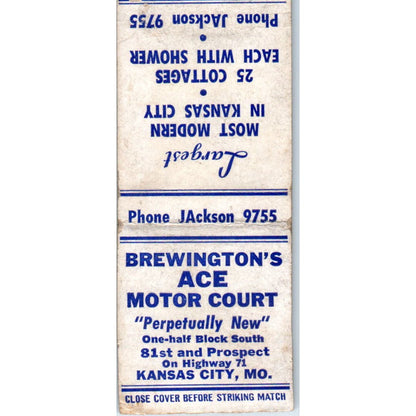 Largest
MOST MODERN
IN KANSAS CITY
•
25 COTTAGES
EACH WITH SHOWER
•
Phone JAckson 9755
Phone JAckson 9755
BREWINGTON'S
ACE
MOTOR COURT
"Perpetually New"
One-half Block South
81st and Prospect
On Highway 71
KANSAS CITY, MO.
CLOSE COVER BEFORE STRIKING MATCH